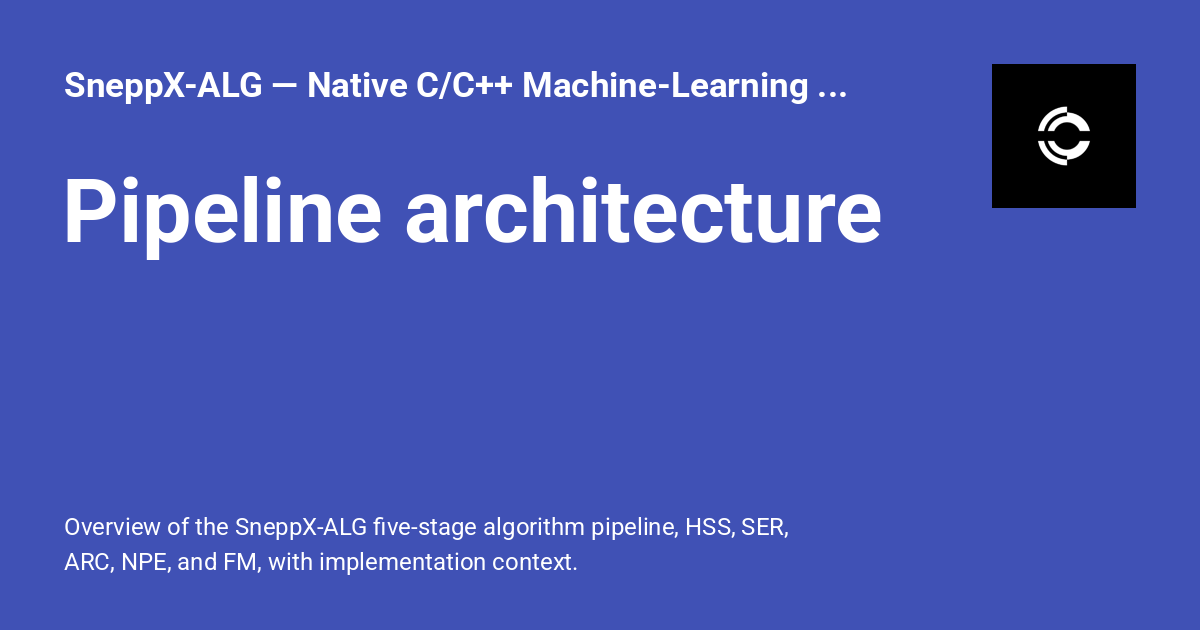 SneppX-ALG — Native C/C++ Machine-Learning ...
Pipeline architecture
Overview of the SneppX-ALG five-stage algorithm pipeline, HSS, SER,
ARC, NPE, and FM, with implementation context.